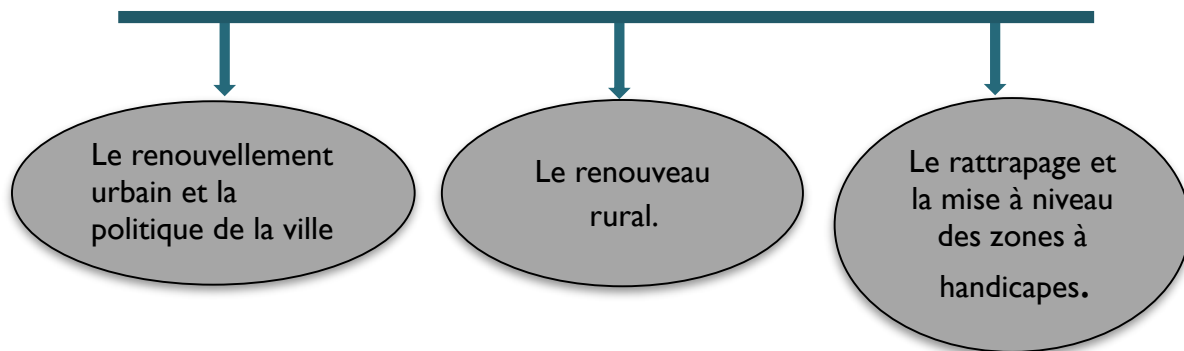 Le renouvellement
urbain et la
politique de la ville
Le renouveau
rural.
Le rattrapage et
la mise à niveau
des zones à
handicapes.